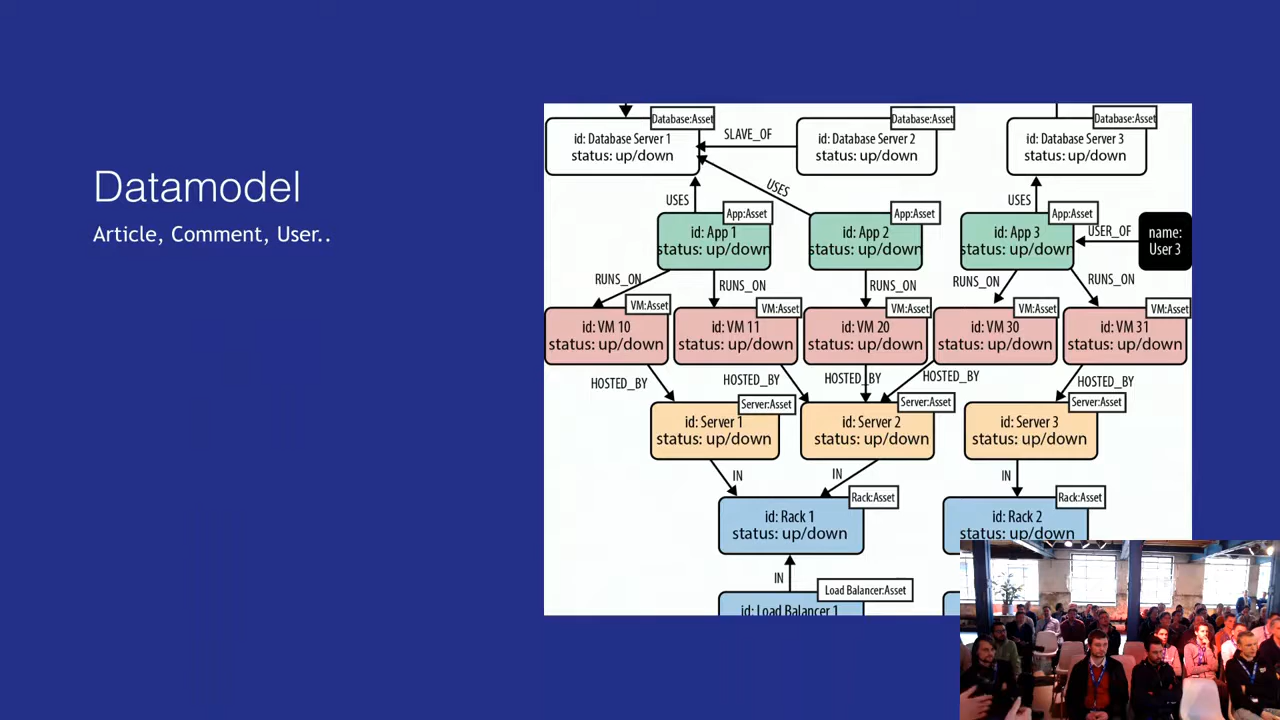 Datamodel
Article, Comment, User..
Database:Asset
Database:Asset
Database:Asset
id: Database Server 1
status: up/down
SLAVE_OF
id: Database Server 2
status: up/down
id: Database Server 3
status: up/down
USES
USES
USES
App:Asset
App:Asset
App:Asset
id: App 1
status: up/down
id: App 2
status: up/down
id: App 3
status: up/down
USER_OF
name:
User 3
RUNS_ON
RUNS_ON
RUNS_ON
RUNS_ON
RUNS_ON
VM:Asset
VM:Asset
VM:Asset
VM:Asset
VM:Asset
id: VM 10
status: up/down
id: VM 11
status: up/down
id: VM 20
status: up/down
id: VM 30
status: up/down
id: VM 31
status: up/down
HOSTED_BY
HOSTED_BY
HOSTED_BY
HOSTED_BY
HOSTED_BY
Server:Asset
Server:Asset
Server:Asset
id: Server 1
status: up/down
id: Server 2
status: up/down
id: Server 3
status: up/down
IN
IN
IN
Rack:Asset
Rack:Asset
id: Rack 1
status: up/down
id: Rack 2
status: up/down
IN
Load Balancer:Asset
id: Load Balancer 1